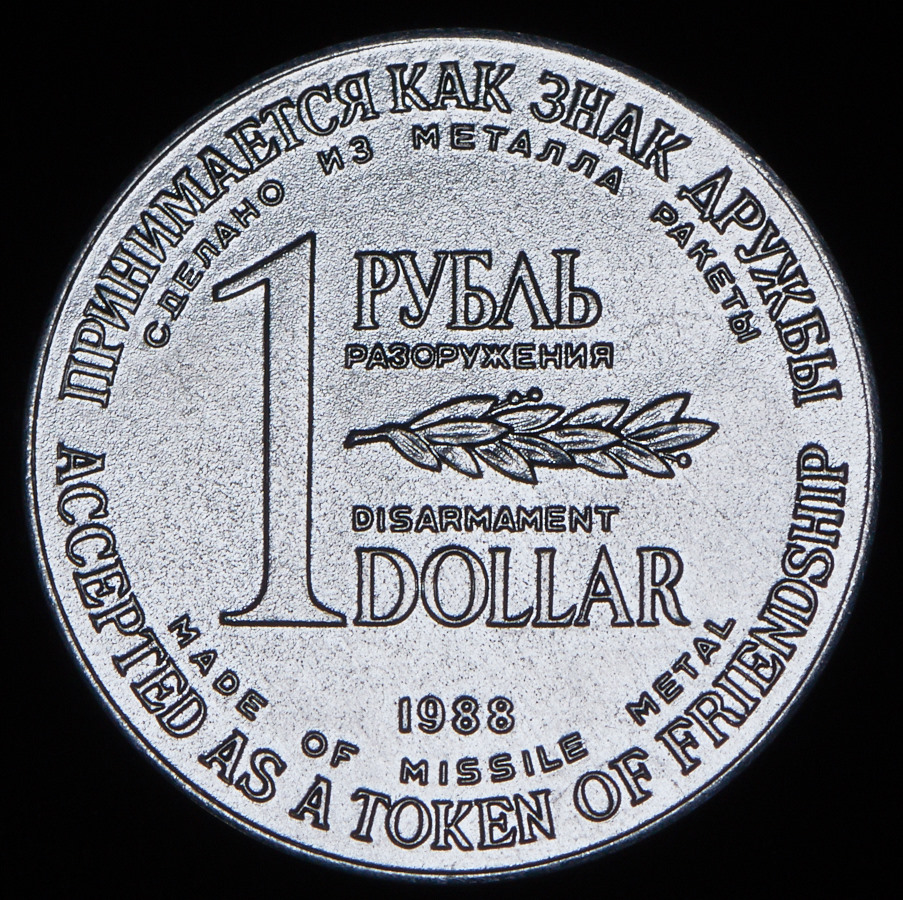 ПРИНИМАЕТСЯ КАК ЗНАК ДРУЖБЫ
СДЕЛАНО ИЗ МЕТАЛЛА РАКЕТЫ
1 РУБЛЬ
РАЗОРУЖЕНИЯ
DISARMAMENT
DOLLAR
1988
MADE OF MISSILE METAL
ACCEPTED AS A TOKEN OF FRIENDSHIP